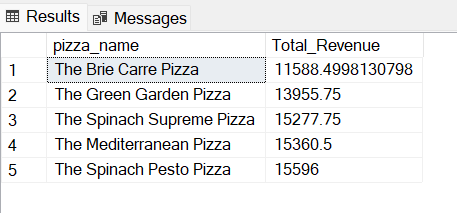 Results Messages
pizza_name Total_Revenue
1 The Brie Carre Pizza 11588.4998130798
2 The Green Garden Pizza 13955.75
3 The Spinach Supreme Pizza 15277.75
4 The Mediterranean Pizza 15360.5
5 The Spinach Pesto Pizza 15596